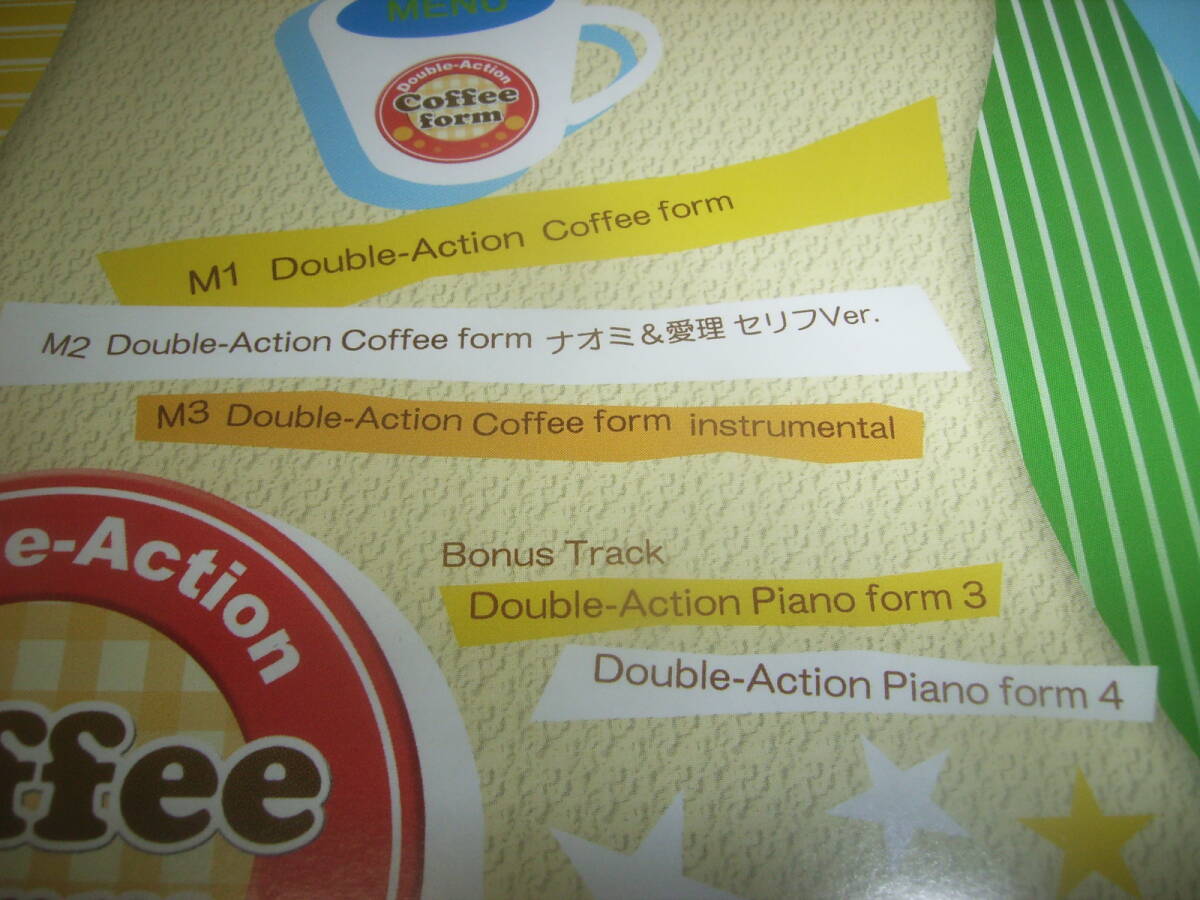 MENU
Double-Action
Coffee
form
M1 Double-Action Coffee form
M2 Double-Action Coffee form ナオミ&愛理 セリフVer.
M3 Double-Action Coffee form instrumental
Bonus Track
Double-Action Piano form 3
Double-Action Piano form 4
e-Action
ffee